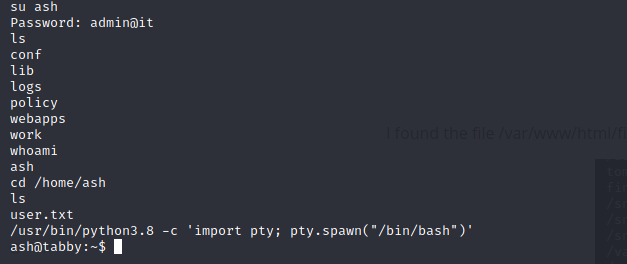 su ash
Password: admin@it
ls
conf
lib
logs
policy
webapps
work
whoami
I found the file /var/www/html/fi
ash
cd /home/ash
ls
user.txt
/usr/bin/python3.8 -c 'import pty; pty.spawn("/bin/bash")'
ash@tabby:~$